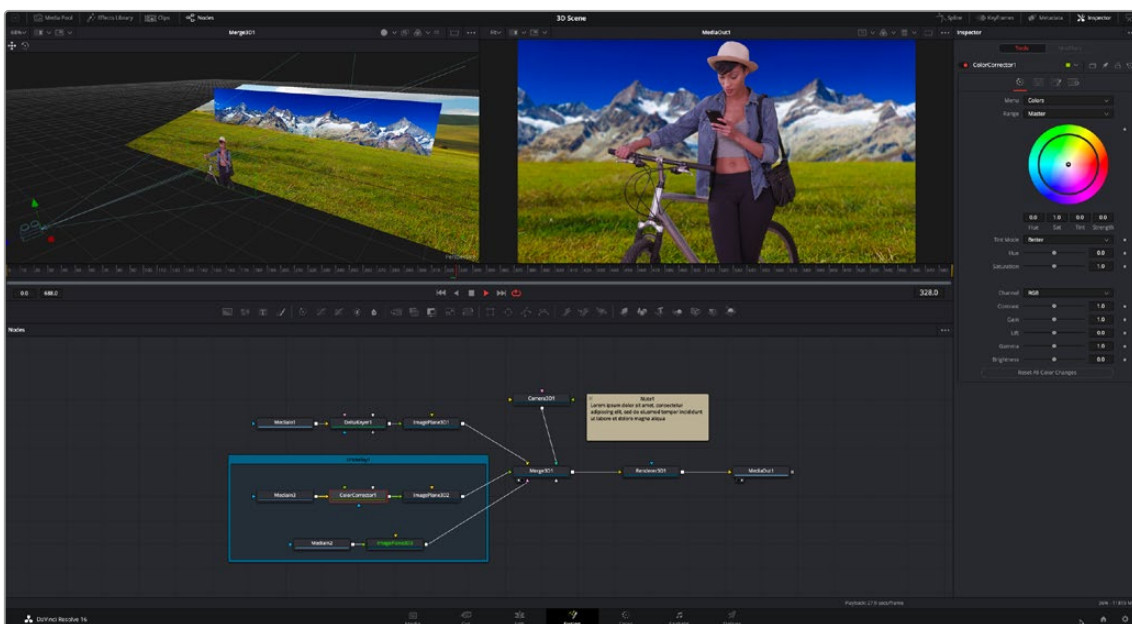 Media Pool Effects Library Clips Nodes 3D Scene Spline Keyframes Metadata Inspector
Merge3D1 MediaOut1 Inspector
Tools Modifiers
ColorCorrector1
Menu Colors
Range Master
0.0 1.0 0.0 0.0
Hue Sat Tint Strength
Tint Mode Better
Hue 0.0
Saturation 1.0
Channel RGB
Contrast 1.0
Gain 1.0
Lift 0.0
Gamma 1.0
Brightness 0.0
Reset All Color Changes
0.0 688.0 328.0
Nodes
Camera3D1
Note1
Lorem ipsum dolor sit amet, consectetur
adipiscing elit, sed do eiusmod tempor incididunt
ut labore et dolore magna aliqua
MediaIn1 DeltaKeyer1 ImagePlane3D1
Merge3D1 Renderer3D1 MediaOut1
MediaIn3 ColorCorrector1 ImagePlane3D2
MediaIn2 ImagePlane3D3
DaVinci Resolve 16